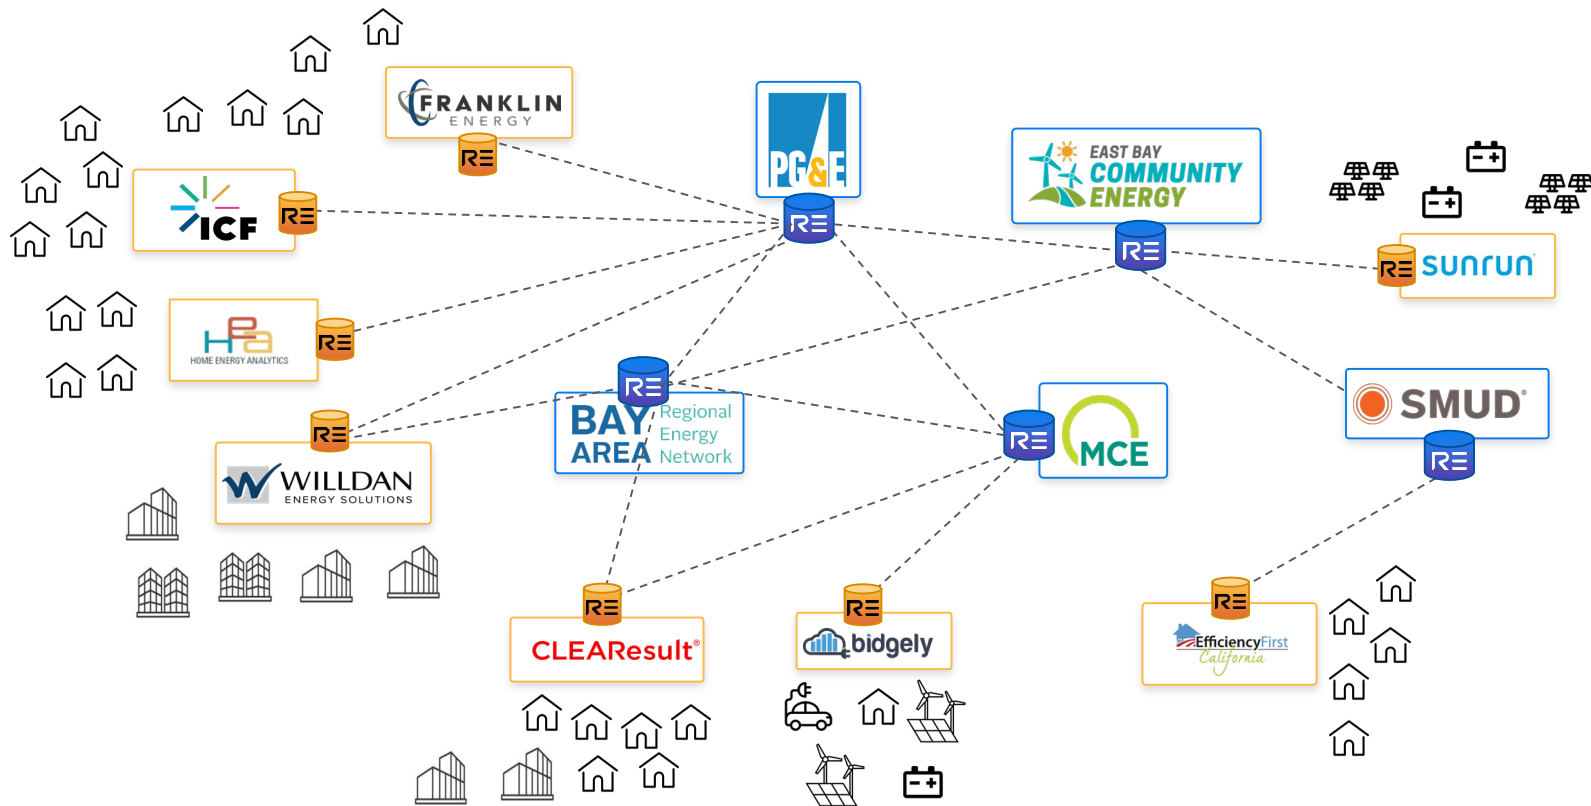 FRANKLIN
ENERGY
RE
PG&E
RE
EAST BAY
COMMUNITY
ENERGY
RE
ICF
RE
sunrun
RE
HEA
HOME ENERGY ANALYTICS
RE
RE
WILLDAN
ENERGY SOLUTIONS
RE
BAY
AREA
Regional
Energy
Network
RE
MCE
SMUD®
RE
RE
CLEAResult®
RE
bidgely
RE
EfficiencyFirst
California